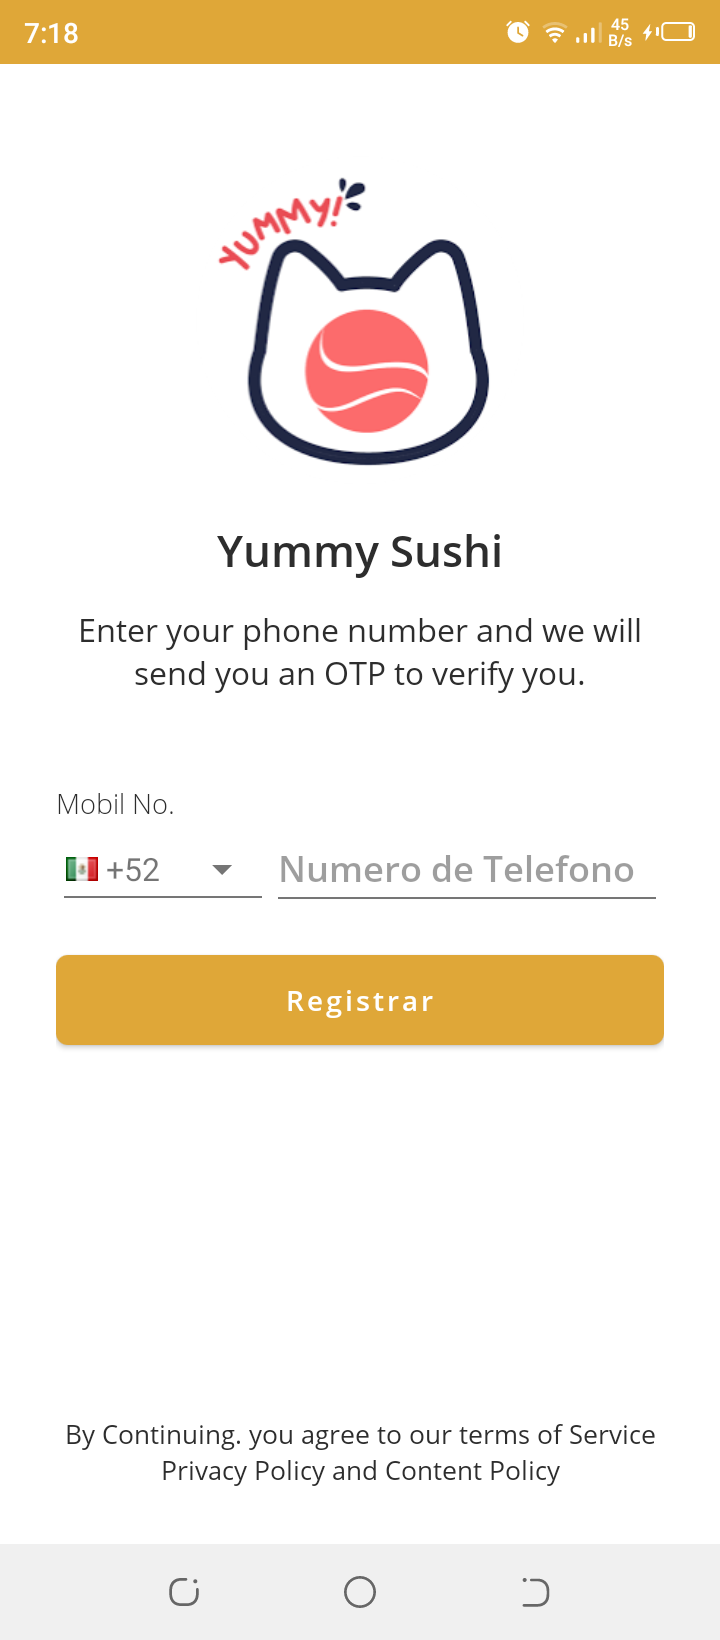 7:18
45
B/s
YUMMY!
Yummy Sushi
Enter your phone number and we will
send you an OTP to verify you.
Mobil No.
+52
Numero de Telefono
Registrar
By Continuing. you agree to our terms of Service
Privacy Policy and Content Policy